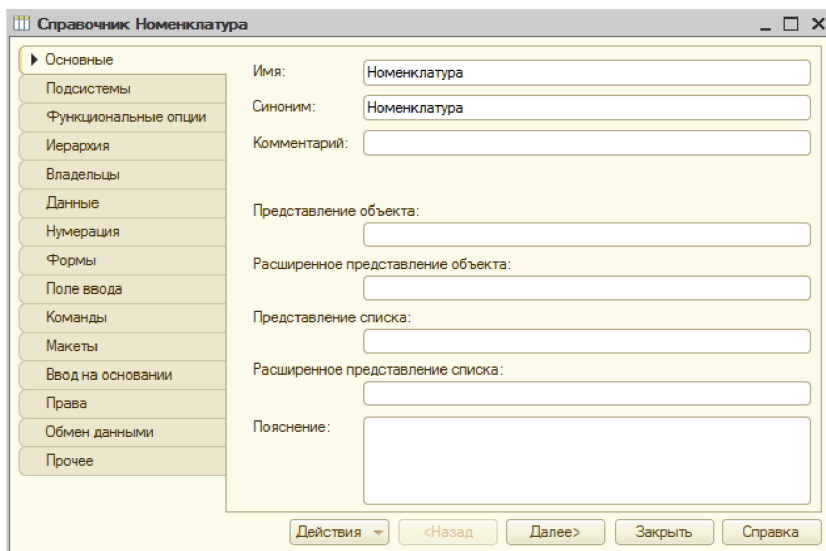 Справочник Номенклатура
Основные
Подсистемы
Функциональные опции
Иерархия
Владельцы
Данные
Нумерация
Формы
Поле ввода
Команды
Макеты
Ввод на основании
Права
Обмен данными
Прочее
Имя: Номенклатура
Синоним: Номенклатура
Комментарий:
Представление объекта:
Расширенное представление объекта:
Представление списка:
Расширенное представление списка:
Пояснение:
Действия <Назад Далее> Закрыть Справка